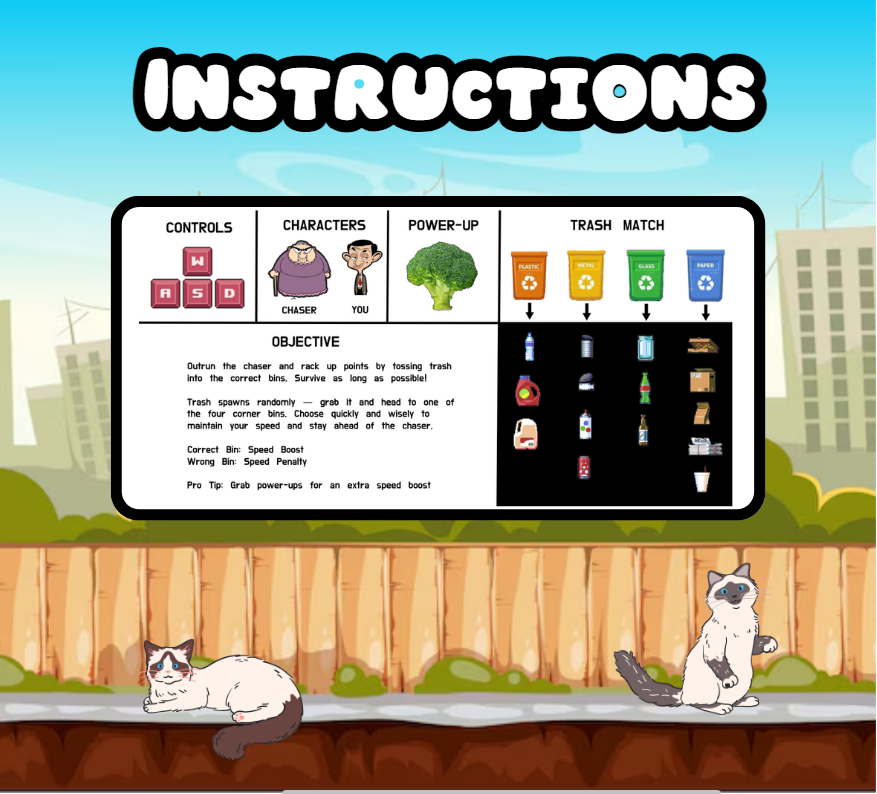 INSTRUCTIONS
CONTROLS
W
A S D
CHARACTERS
CHASER YOU
POWER-UP
TRASH MATCH
PLASTIC METAL GLASS PAPER
OBJECTIVE
Outrun the chaser and rack up points by tossing trash
into the correct bins. Survive as long as possible!
Trash spawns randomly — grab it and head to one of
the four corner bins. Choose quickly and wisely to
maintain your speed and stay ahead of the chaser.
Correct Bin: Speed Boost
Wrong Bin: Speed Penalty
Pro Tip: Grab power-ups for an extra speed boost